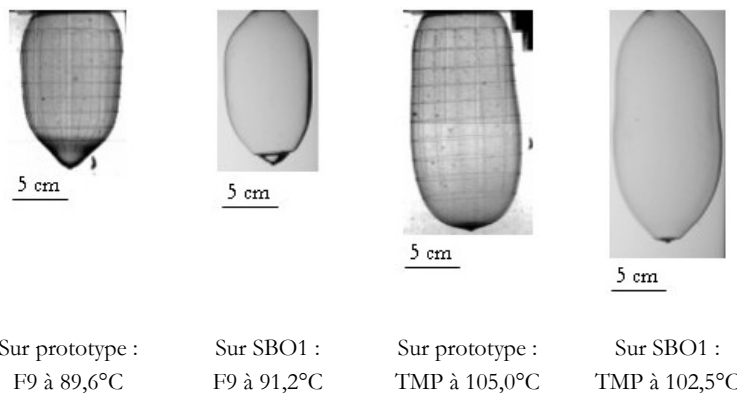 5 cm
5 cm
5 cm
5 cm
Sur prototype :
F9 à 89,6°C
Sur SBO1 :
F9 à 91,2°C
Sur prototype :
TMP à 105,0°C
Sur SBO1 :
TMP à 102,5°C